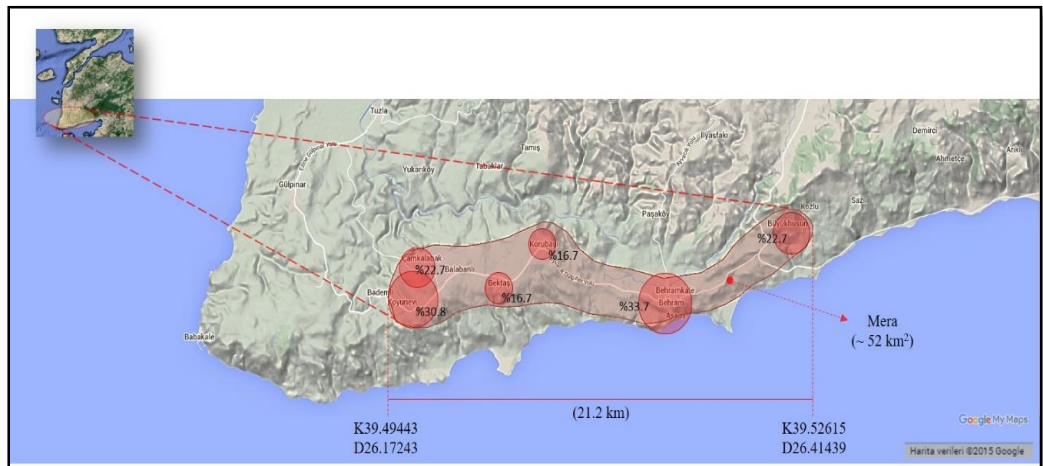 Tuzla
Tamış
İlyasfakı
Demirci
Ahmetçe
Arıklı
Tabaklar
Yukarıköy
Gülpınar
Paşaköy
Kozlu
Sazlı
Büyükhusun
%22.7
Korubaşı
%16.7
Çamkalabak
%22.7
Balabanlı
Bektaş
%16.7
Bademli
Koyunevi
%30.8
Behramkale
Behram
%33.7
Assos
Babakale
Mera
(~ 52 km²)
(21.2 km)
K39.49443
D26.17243
K39.52615
D26.41439
Google My Maps
Harita verileri ©2015 Google